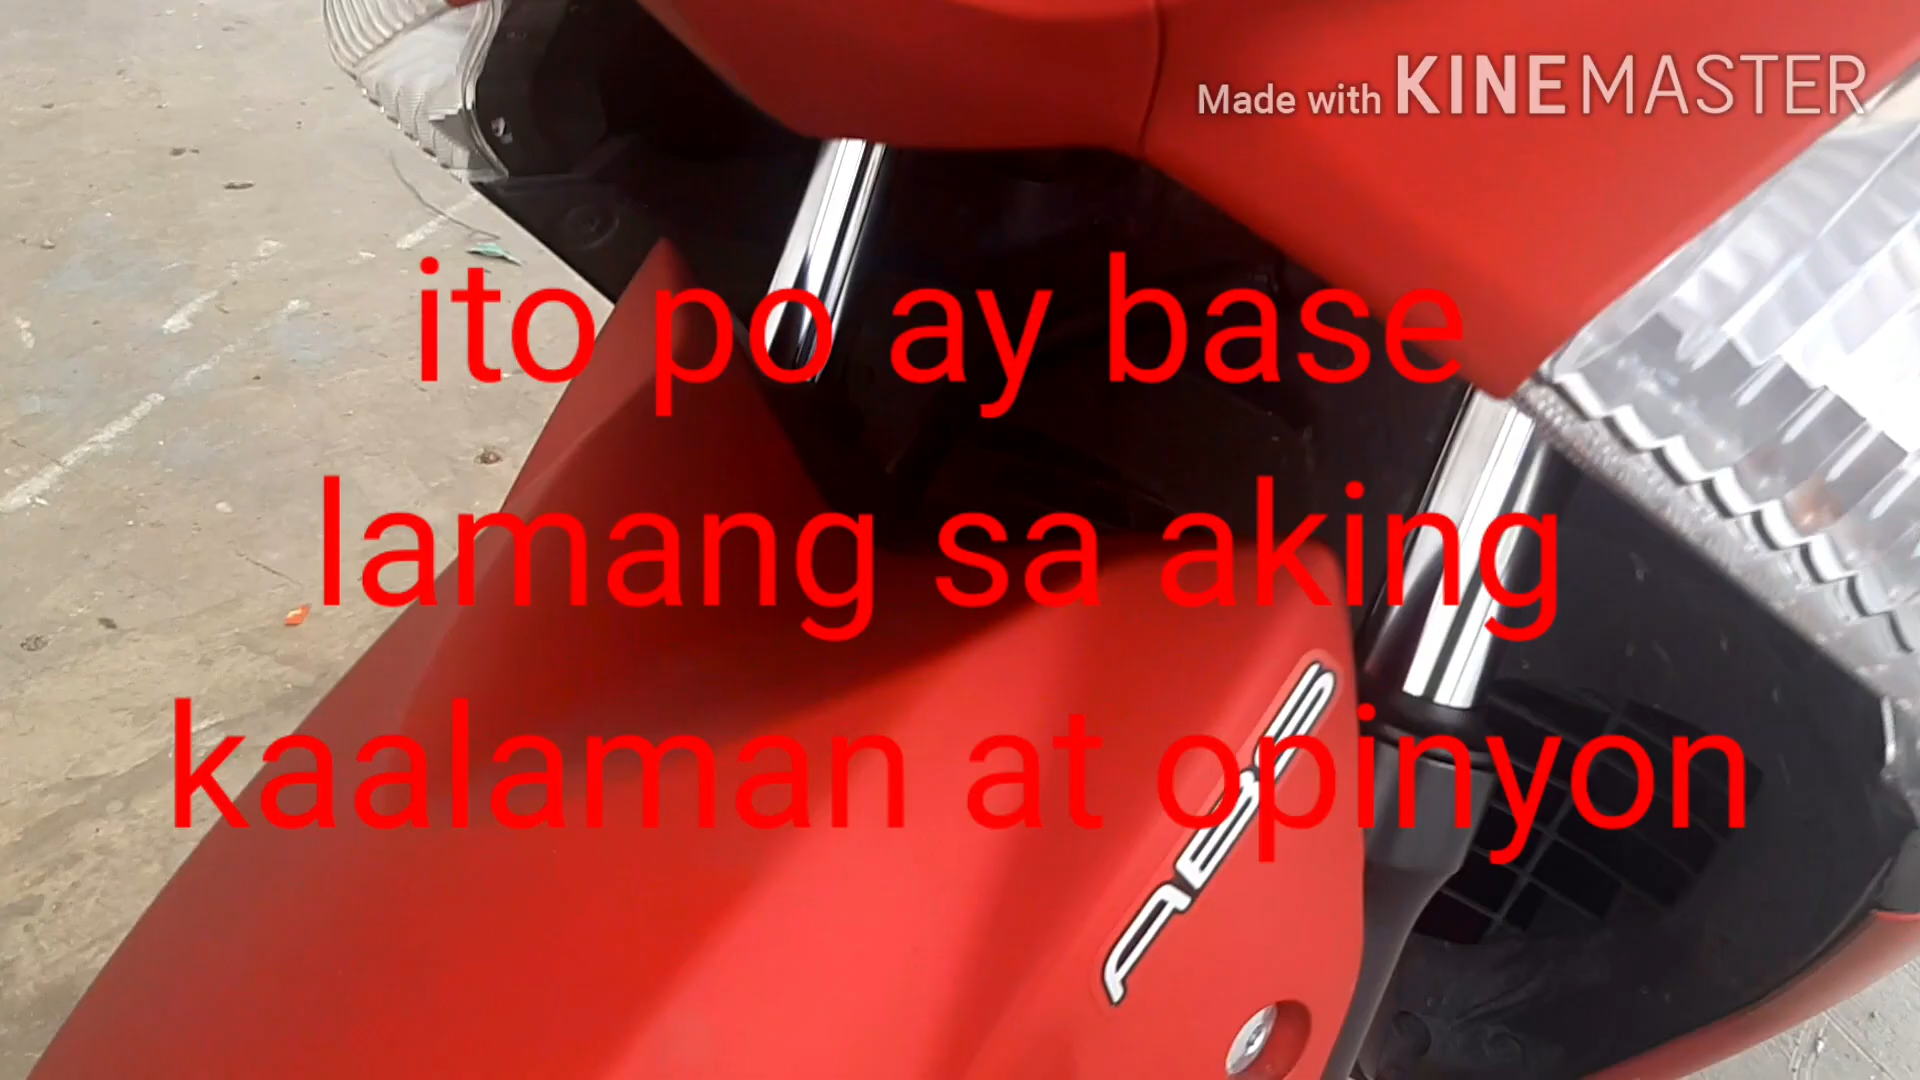 Made with KINEMASTER
ito po ay base
lamang sa aking
kaalaman at opinyon
ABS